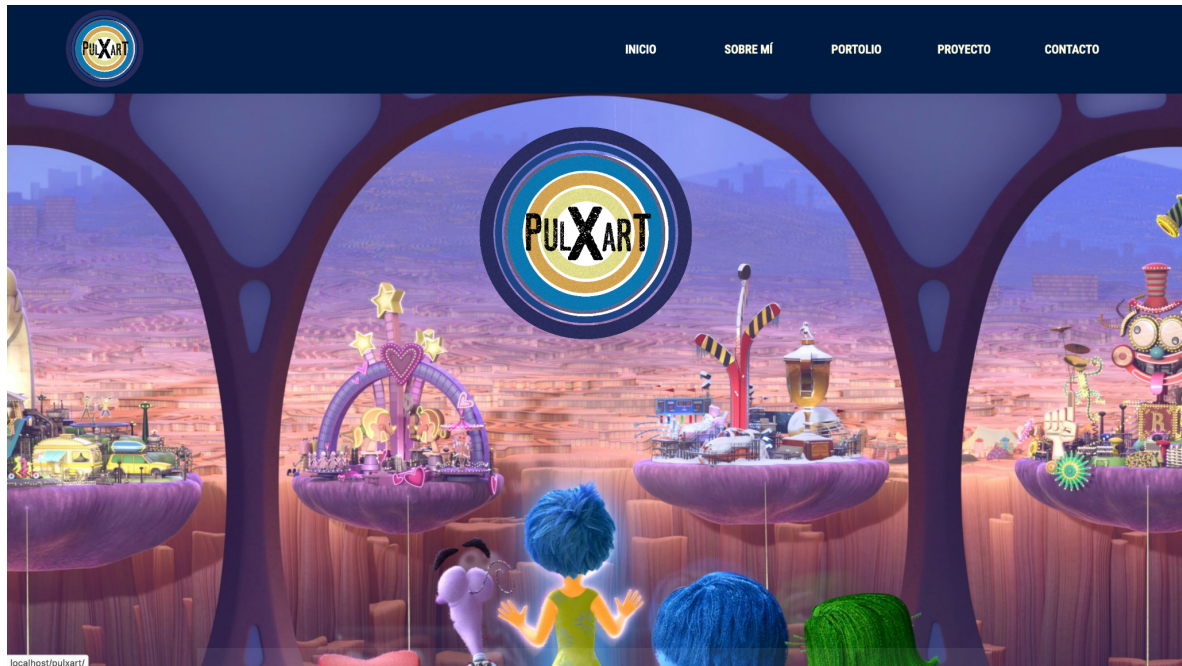 PULXART
INICIO SOBRE MÍ PORTOLIO PROYECTO CONTACTO
PULXART
R
localhost/pulxart/